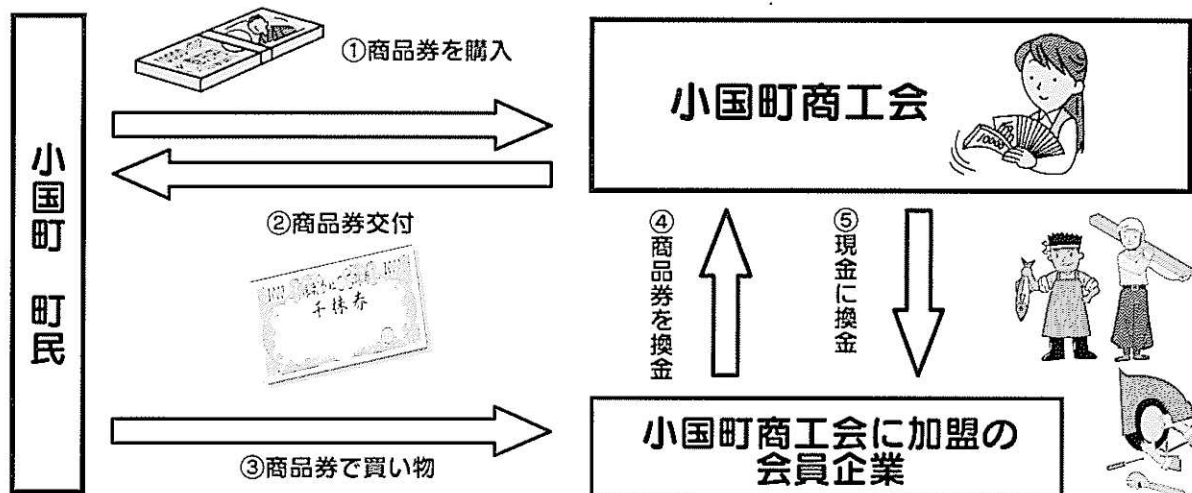 ①商品券を購入
小国町商工会
10000
小国町 町民
②商品券交付
千株券
③商品券で買い物
④商品券を換金
⑤現金に換金
小国町商工会に加盟の
会員企業